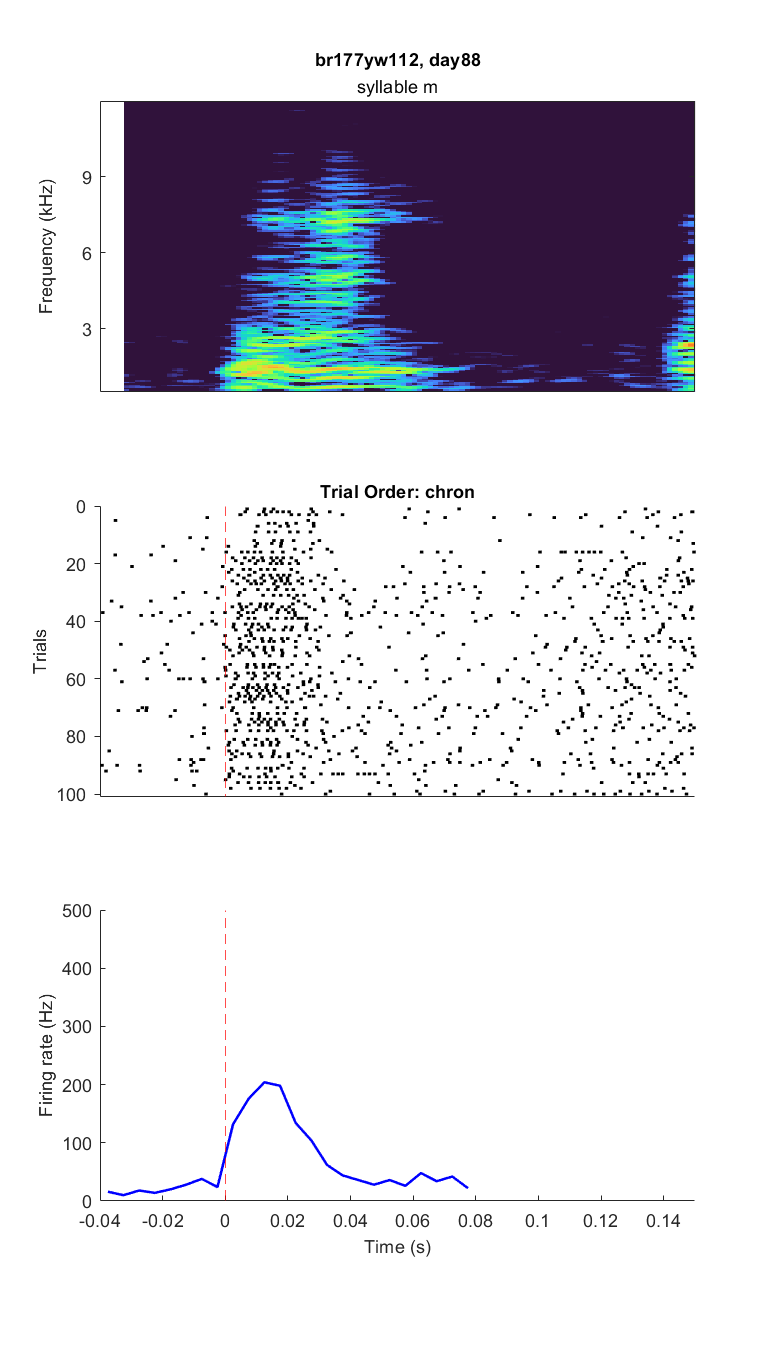 br177yw112, day88
syllable m
9
6
3
Frequency (kHz)
Trial Order: chron
0
20
40
60
80
100
Trials
500
400
300
200
100
0
Firing rate (Hz)
-0.04 -0.02 0 0.02 0.04 0.06 0.08 0.1 0.12 0.14
Time (s)